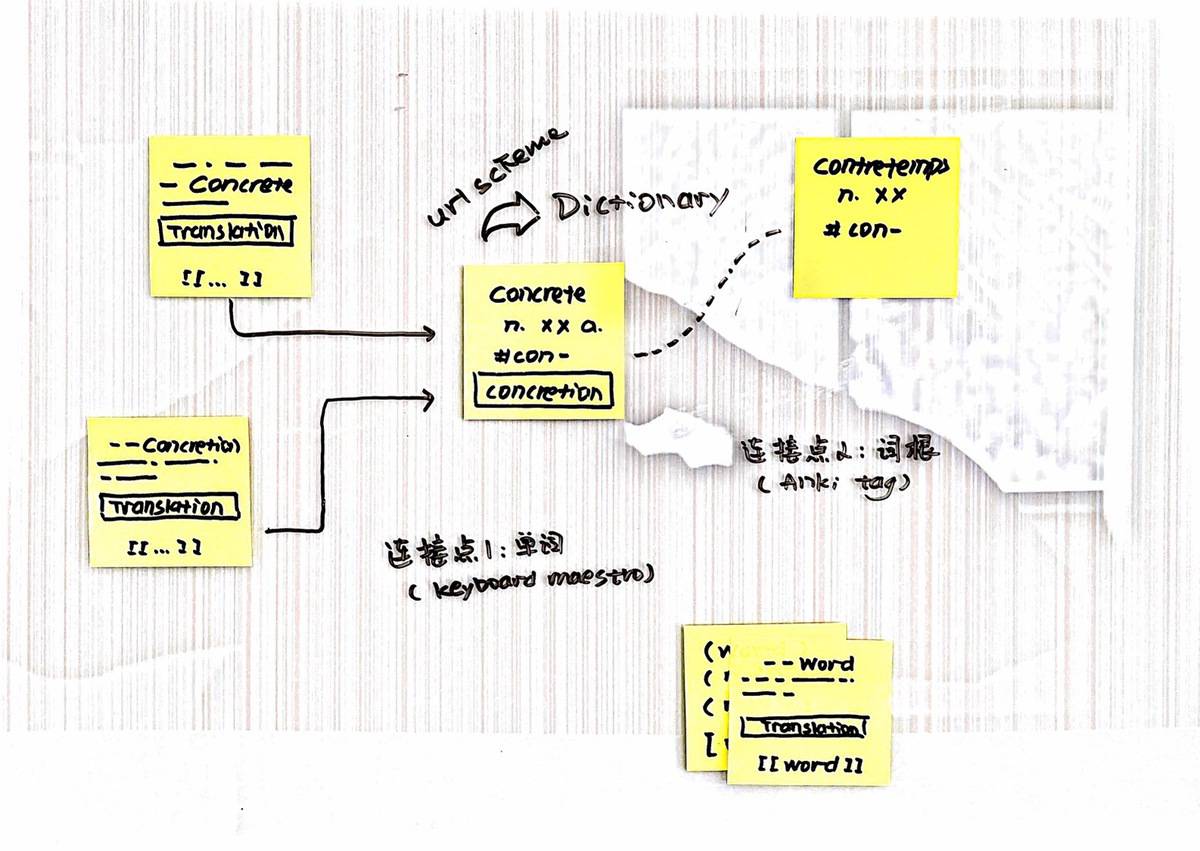 — . — —
— Concrete
Translation
[[... ]]
url scheme
Dictionary
contretemps
n. xx
#con-
concrete
n. xx a.
#con-
concretion
--Concretion
Translation
[[...]]
连接点2：词根
(Anki tag)
连接点1：单词
(keyboard maestro)
--word
Translation
[[word]]